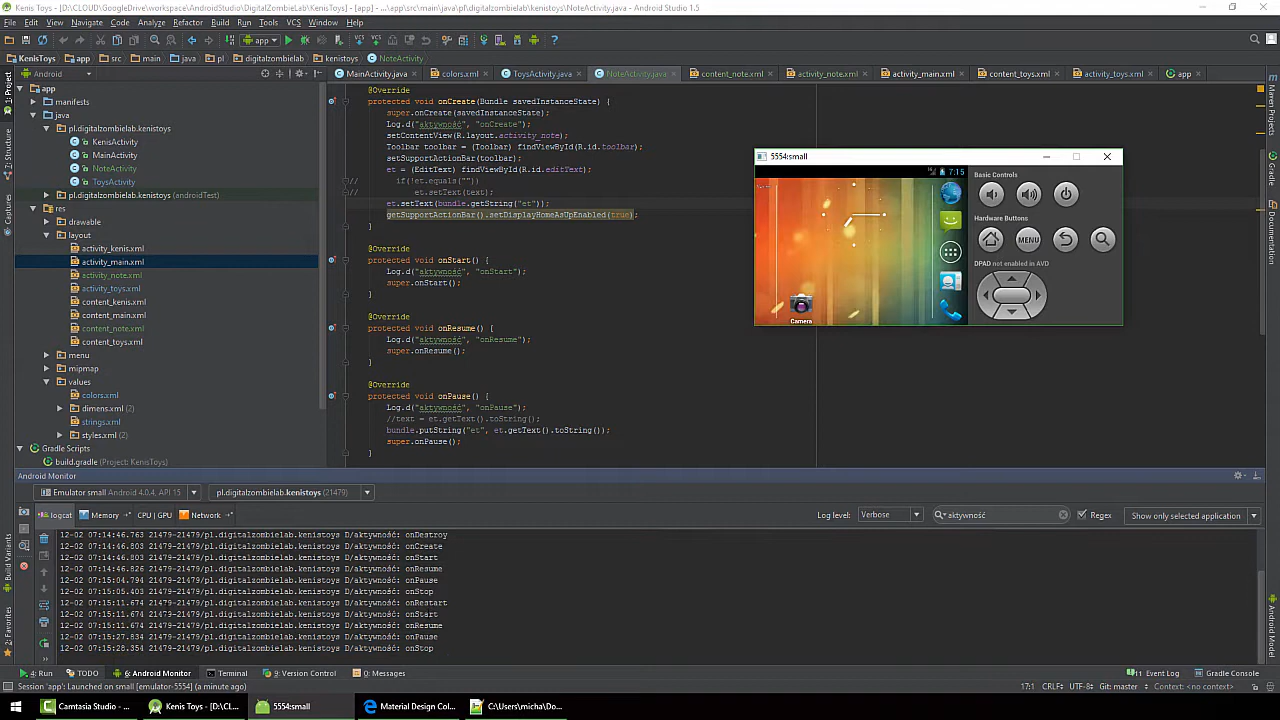 Kenis Toys - [D:\CLOUD\GoogleDrive\workspace\AndroidStudio\DigitalZombieLab\KenisToys] - [app] - ...\app\src\main\java\pl\digitalzombielab\kenistoys\NoteActivity.java - Android Studio 1.5
File Edit View Navigate Code Analyze Refactor Build Run Tools VCS Window Help
app
KenisToys app src main java pl digitalzombielab kenistoys NoteActivity
Android
MainActivity.java colors.xml ToysActivity.java NoteActivity.java content_note.xml activity_note.xml activity_main.xml content_toys.xml activity_toys.xml app
1: Project
7: Structure
Captures
Build Variants
2: Favorites
Maven Projects
Gradle
Documentation
Android Model
app
manifests
java
pl.digitalzombielab.kenistoys
KenisActivity
MainActivity
NoteActivity
ToysActivity
pl.digitalzombielab.kenistoys (androidTest)
res
drawable
layout
activity_kenis.xml
activity_main.xml
activity_note.xml
activity_toys.xml
content_kenis.xml
content_main.xml
content_note.xml
content_toys.xml
menu
mipmap
values
colors.xml
dimens.xml (2)
strings.xml
styles.xml (2)
Gradle Scripts
build.gradle (Project: KenisToys)
@Override
protected void onCreate(Bundle savedInstanceState) {
super.onCreate(savedInstanceState);
Log.d("aktywność", "onCreate");
setContentView(R.layout.activity_note);
Toolbar toolbar = (Toolbar) findViewById(R.id.toolbar);
setSupportActionBar(toolbar);
et = (EditText) findViewById(R.id.editText);
// if(!et.equals(""))
// et.setText(text);
et.setText(bundle.getString("et"));
getSupportActionBar().setDisplayHomeAsUpEnabled(true);
}
@Override
protected void onStart() {
Log.d("aktywność", "onStart");
super.onStart();
}
@Override
protected void onResume() {
Log.d("aktywność", "onResume");
super.onResume();
}
@Override
protected void onPause() {
Log.d("aktywność", "onPause");
//text = et.getText().toString();
bundle.putString("et", et.getText().toString());
super.onPause();
}
5554:small
7:15
Camera
Basic Controls
Hardware Buttons
MENU
DPAD not enabled in AVD
Android Monitor
Emulator small Android 4.0.4, API 15 pl.digitalzombielab.kenistoys (21479)
logcat Memory CPU | GPU Network Log level: Verbose aktywność Regex Show only selected application
12-02 07:14:46.763 21479-21479/pl.digitalzombielab.kenistoys D/aktywność: onDestroy
12-02 07:14:46.803 21479-21479/pl.digitalzombielab.kenistoys D/aktywność: onCreate
12-02 07:14:46.803 21479-21479/pl.digitalzombielab.kenistoys D/aktywność: onStart
12-02 07:14:46.826 21479-21479/pl.digitalzombielab.kenistoys D/aktywność: onResume
12-02 07:15:04.794 21479-21479/pl.digitalzombielab.kenistoys D/aktywność: onPause
12-02 07:15:05.403 21479-21479/pl.digitalzombielab.kenistoys D/aktywność: onStop
12-02 07:15:11.674 21479-21479/pl.digitalzombielab.kenistoys D/aktywność: onRestart
12-02 07:15:11.674 21479-21479/pl.digitalzombielab.kenistoys D/aktywność: onStart
12-02 07:15:11.674 21479-21479/pl.digitalzombielab.kenistoys D/aktywność: onResume
12-02 07:15:27.834 21479-21479/pl.digitalzombielab.kenistoys D/aktywność: onPause
12-02 07:15:28.354 21479-21479/pl.digitalzombielab.kenistoys D/aktywność: onStop
4: Run TODO 6: Android Monitor Terminal 9: Version Control 0: Messages 11 Event Log Gradle Console
Session 'app': Launched on small [emulator-5554] (a minute ago) 17:1 CRLF÷ UTF-8÷ Git: master÷ Context: <no context>
Camtasia Studio - ... Kenis Toys - [D:\CL... 5554:small Material Design Col... C:\Users\micha\Do...